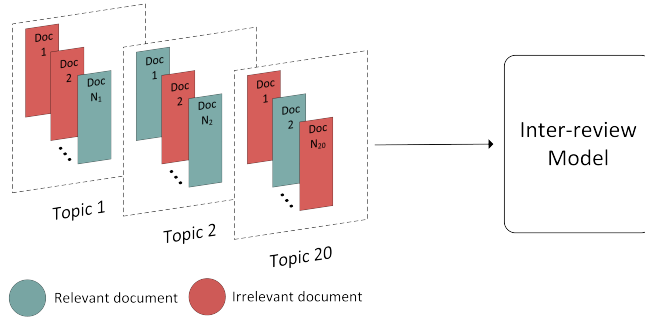 Doc
1
Doc
2
Doc
N₁
Topic 1
Doc
1
Doc
2
Doc
N₂
Topic 2
Doc
1
Doc
2
Doc
N₂₀
Topic 20
Inter-review
Model
Relevant document
Irrelevant document